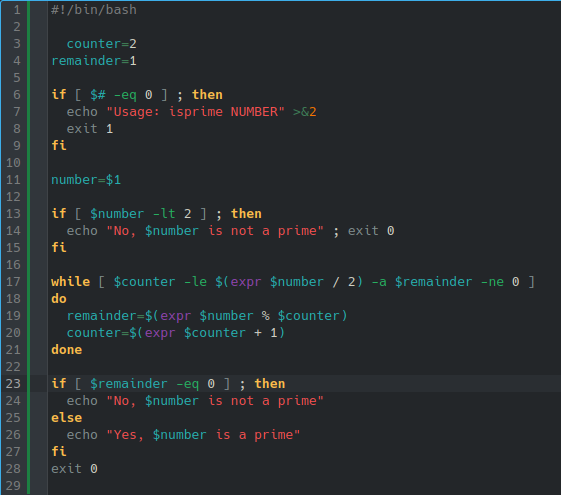 1 #!/bin/bash
2
3   counter=2
4 remainder=1
5
6 if [ $# -eq 0 ] ; then
7   echo "Usage: isprime NUMBER" >&2
8   exit 1
9 fi
10
11 number=$1
12
13 if [ $number -lt 2 ] ; then
14   echo "No, $number is not a prime" ; exit 0
15 fi
16
17 while [ $counter -le $(expr $number / 2) -a $remainder -ne 0 ]
18 do
19   remainder=$(expr $number % $counter)
20   counter=$(expr $counter + 1)
21 done
22
23 if [ $remainder -eq 0 ] ; then
24   echo "No, $number is not a prime"
25 else
26   echo "Yes, $number is a prime"
27 fi
28 exit 0
29